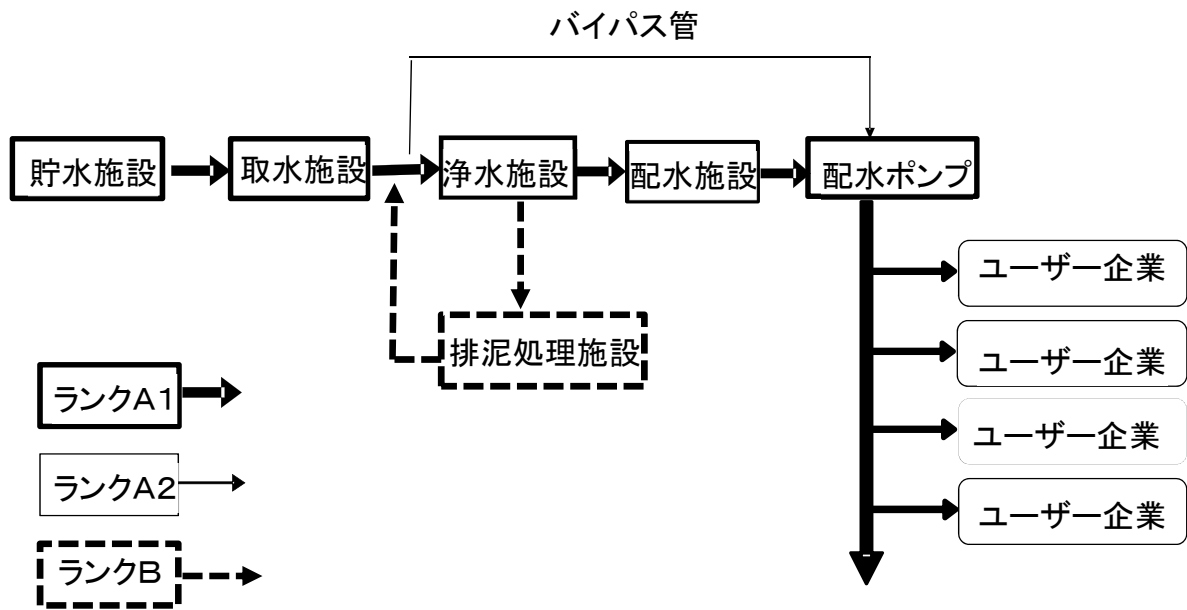 バイパス管
貯水施設
取水施設
浄水施設
配水施設
配水ポンプ
排泥処理施設
ユーザー企業
ユーザー企業
ユーザー企業
ユーザー企業
ランクA1
ランクA2
ランクB